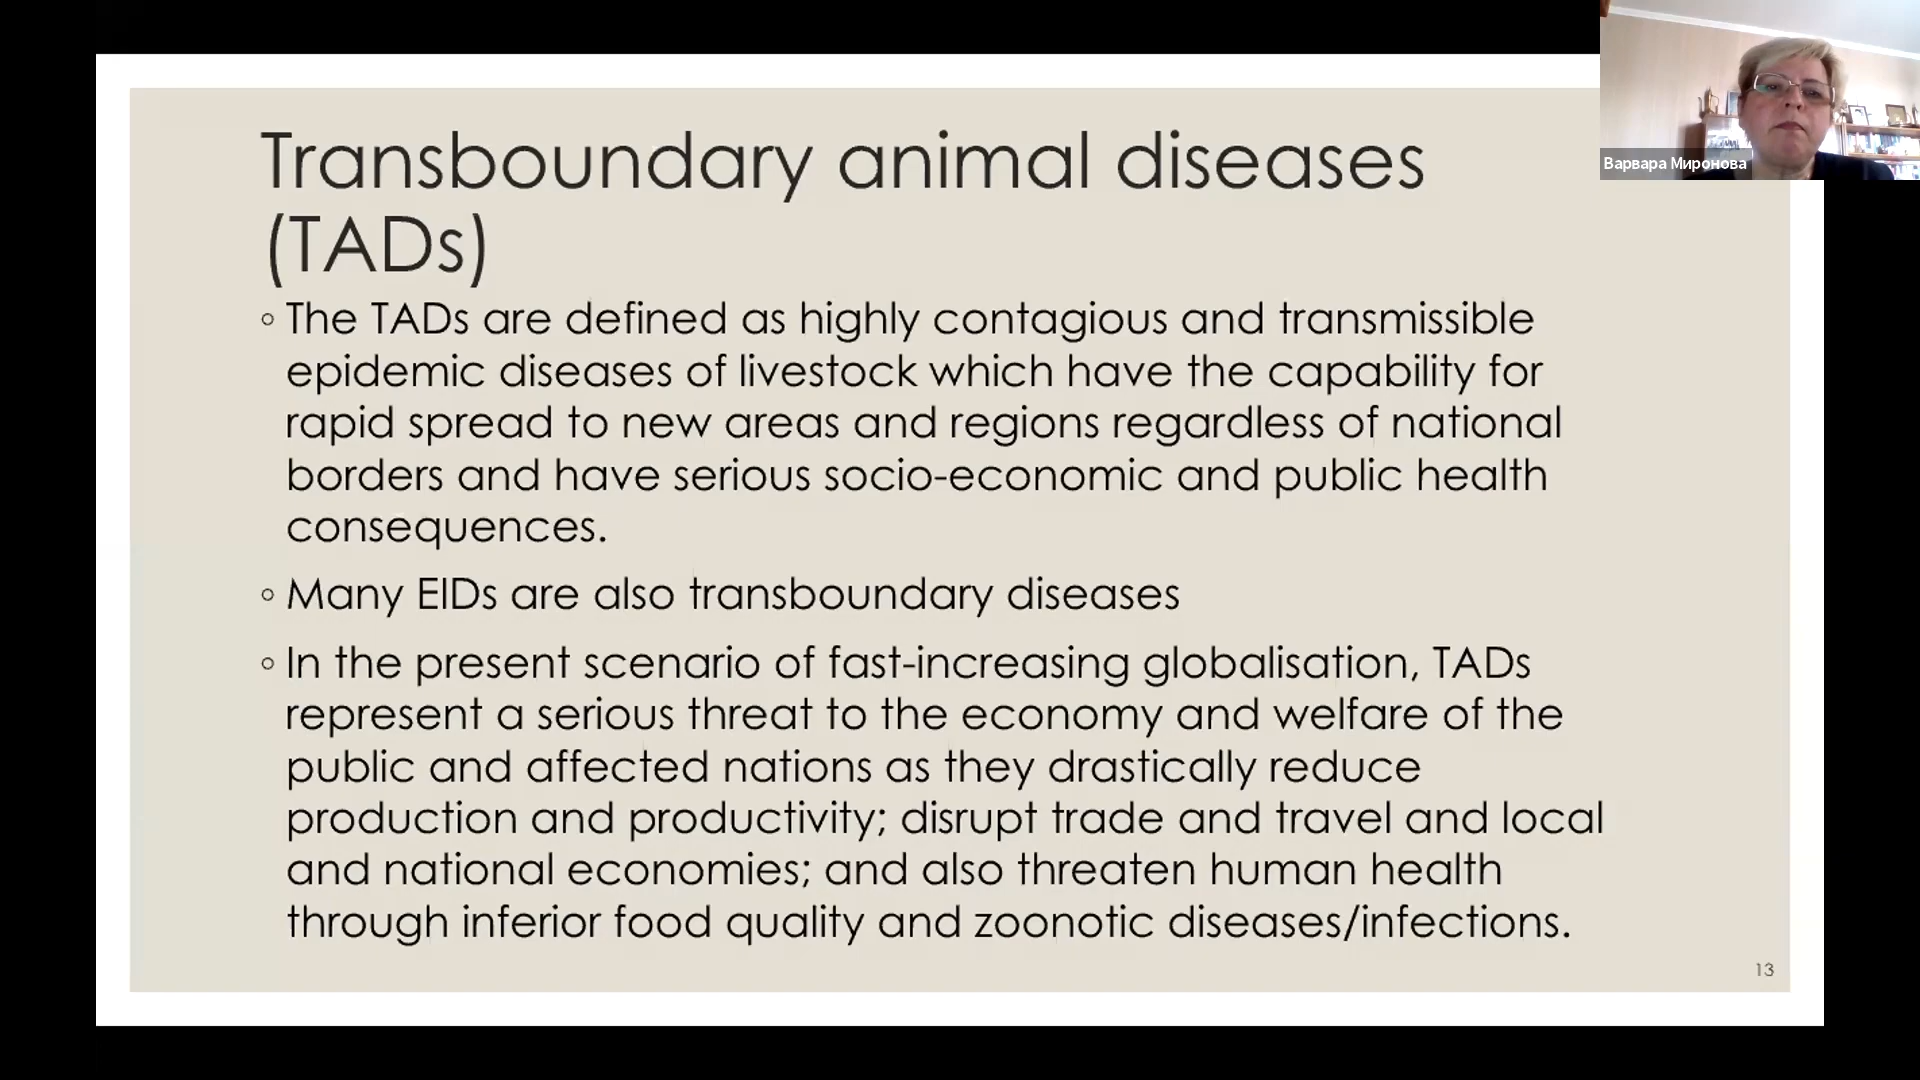 Transboundary animal diseases
(TADs)
◦ The TADs are defined as highly contagious and transmissible
epidemic diseases of livestock which have the capability for
rapid spread to new areas and regions regardless of national
borders and have serious socio-economic and public health
consequences.
◦ Many EIDs are also transboundary diseases
◦ In the present scenario of fast-increasing globalisation, TADs
represent a serious threat to the economy and welfare of the
public and affected nations as they drastically reduce
production and productivity; disrupt trade and travel and local
and national economies; and also threaten human health
through inferior food quality and zoonotic diseases/infections.
13
Варвара Миронова